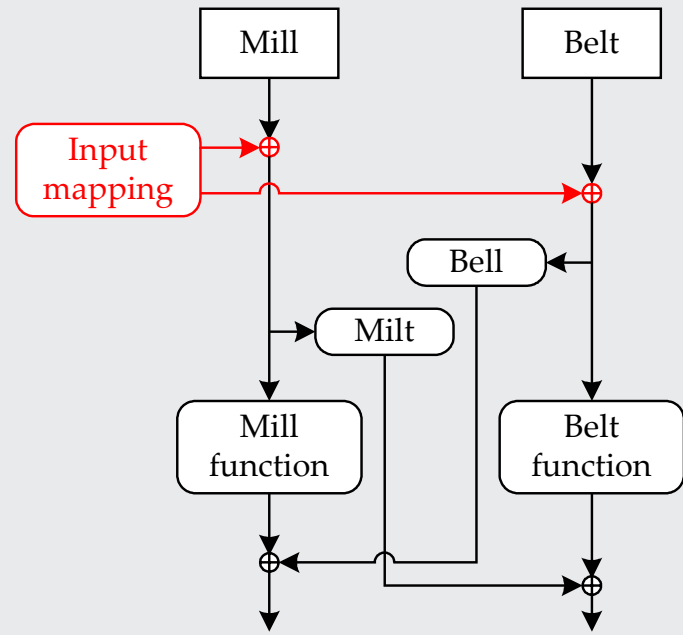 Mill
Belt
Input
mapping
Bell
Milt
Mill
function
Belt
function